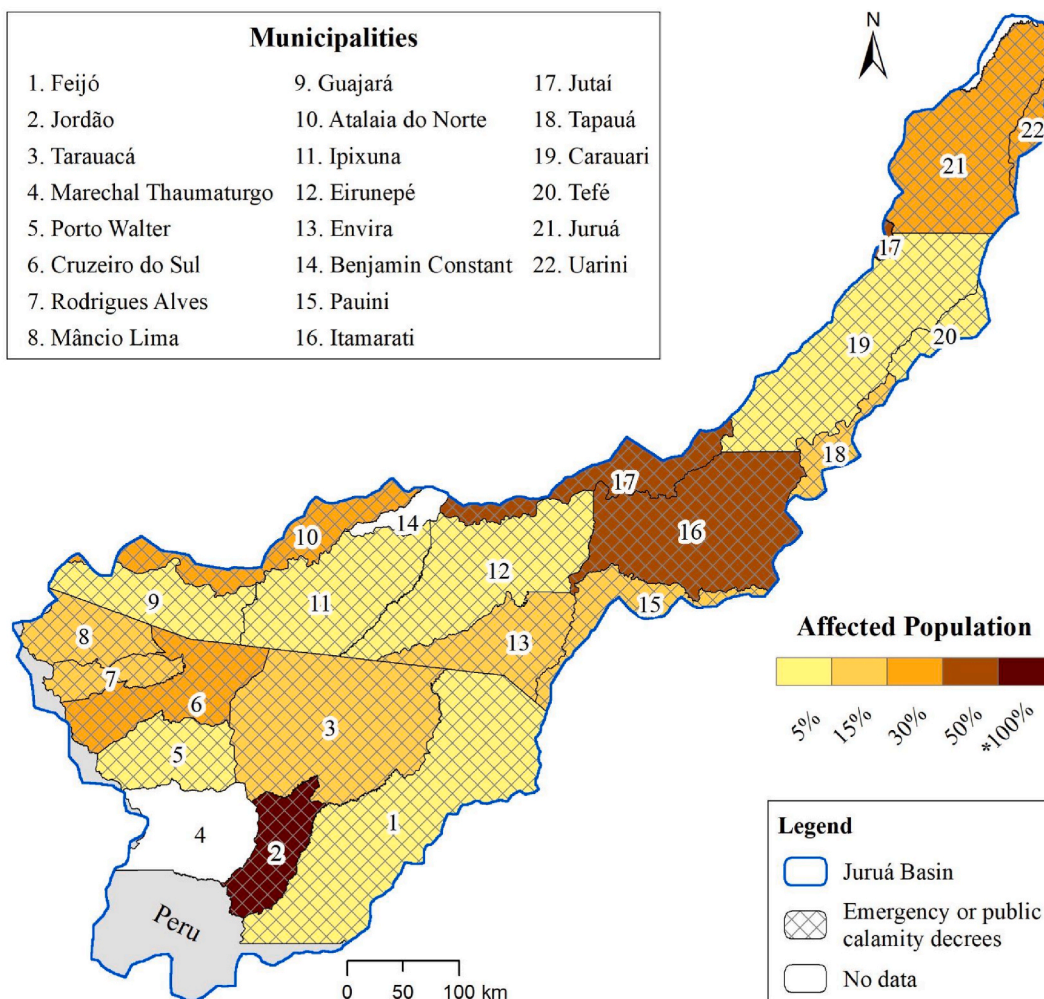 Municipalities
1. Feijó
2. Jordão
3. Tarauacá
4. Marechal Thaumaturgo
5. Porto Walter
6. Cruzeiro do Sul
7. Rodrigues Alves
8. Mâncio Lima
9. Guajará
10. Atalaia do Norte
11. Ipixuna
12. Eirunepé
13. Envira
14. Benjamin Constant
15. Pauini
16. Itamarati
17. Jutaí
18. Tapauá
19. Carauari
20. Tefé
21. Juruá
22. Uarini
N
22
21
17
19
20
18
17
16
14
10
12
11
15
9
13
8
7
6
3
5
1
4
2
Peru
Affected Population
5%
15%
30%
50%
*100%
Legend
Juruá Basin
Emergency or public
calamity decrees
No data
0 50 100 km